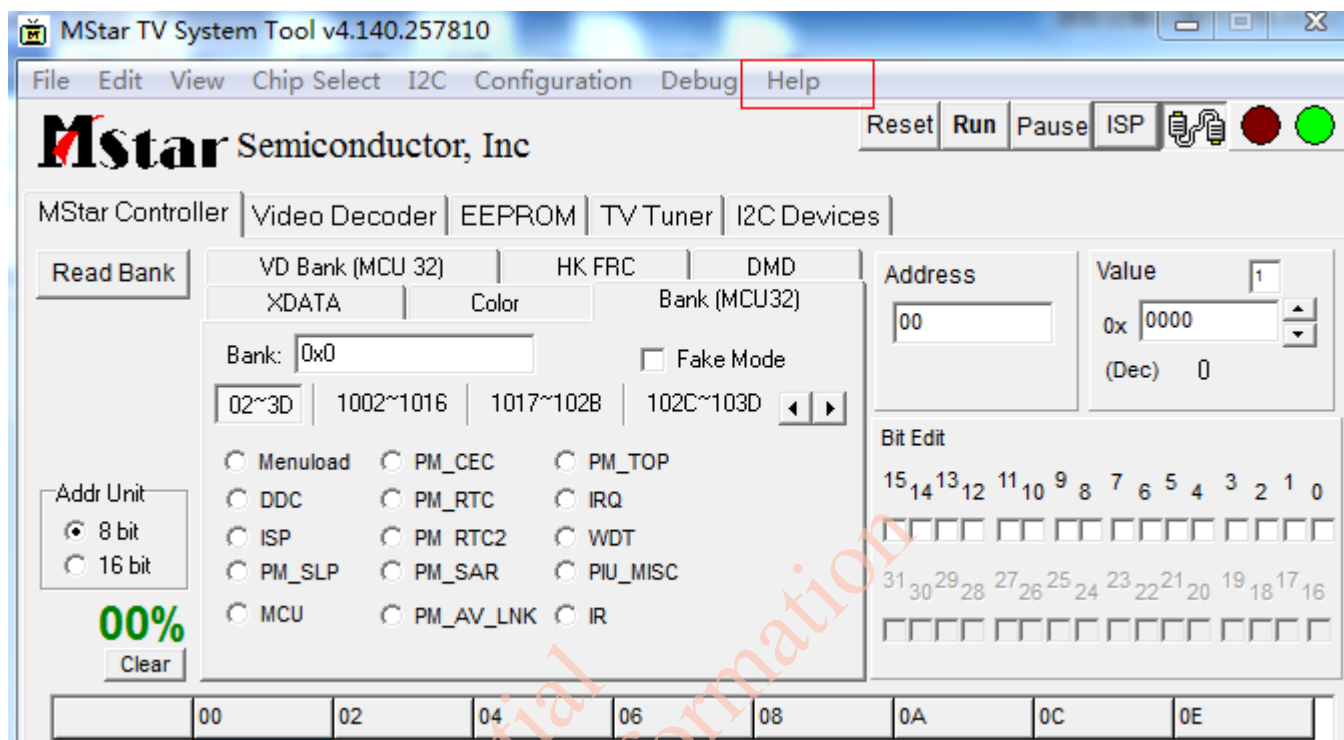 MStar TV System Tool v4.140.257810
File Edit View Chip Select I2C Configuration Debug Help
MStar Semiconductor, Inc
Reset Run Pause ISP
MStar Controller Video Decoder EEPROM TV Tuner I2C Devices
Read Bank
VD Bank (MCU 32) HK FRC DMD
XDATA Color Bank (MCU32)
Bank: 0x0 Fake Mode
02~3D 1002~1016 1017~102B 102C~103D
Menuload PM_CEC PM_TOP
DDC PM_RTC IRQ
ISP PM_RTC2 WDT
PM_SLP PM_SAR PIU_MISC
MCU PM_AV_LNK IR
Addr Unit
8 bit
16 bit
00%
Clear
Address
00
Value 1
0x 0000
(Dec) 0
Bit Edit
15 14 13 12 11 10 9 8 7 6 5 4 3 2 1 0
31 30 29 28 27 26 25 24 23 22 21 20 19 18 17 16
00 02 04 06 08 0A 0C 0E